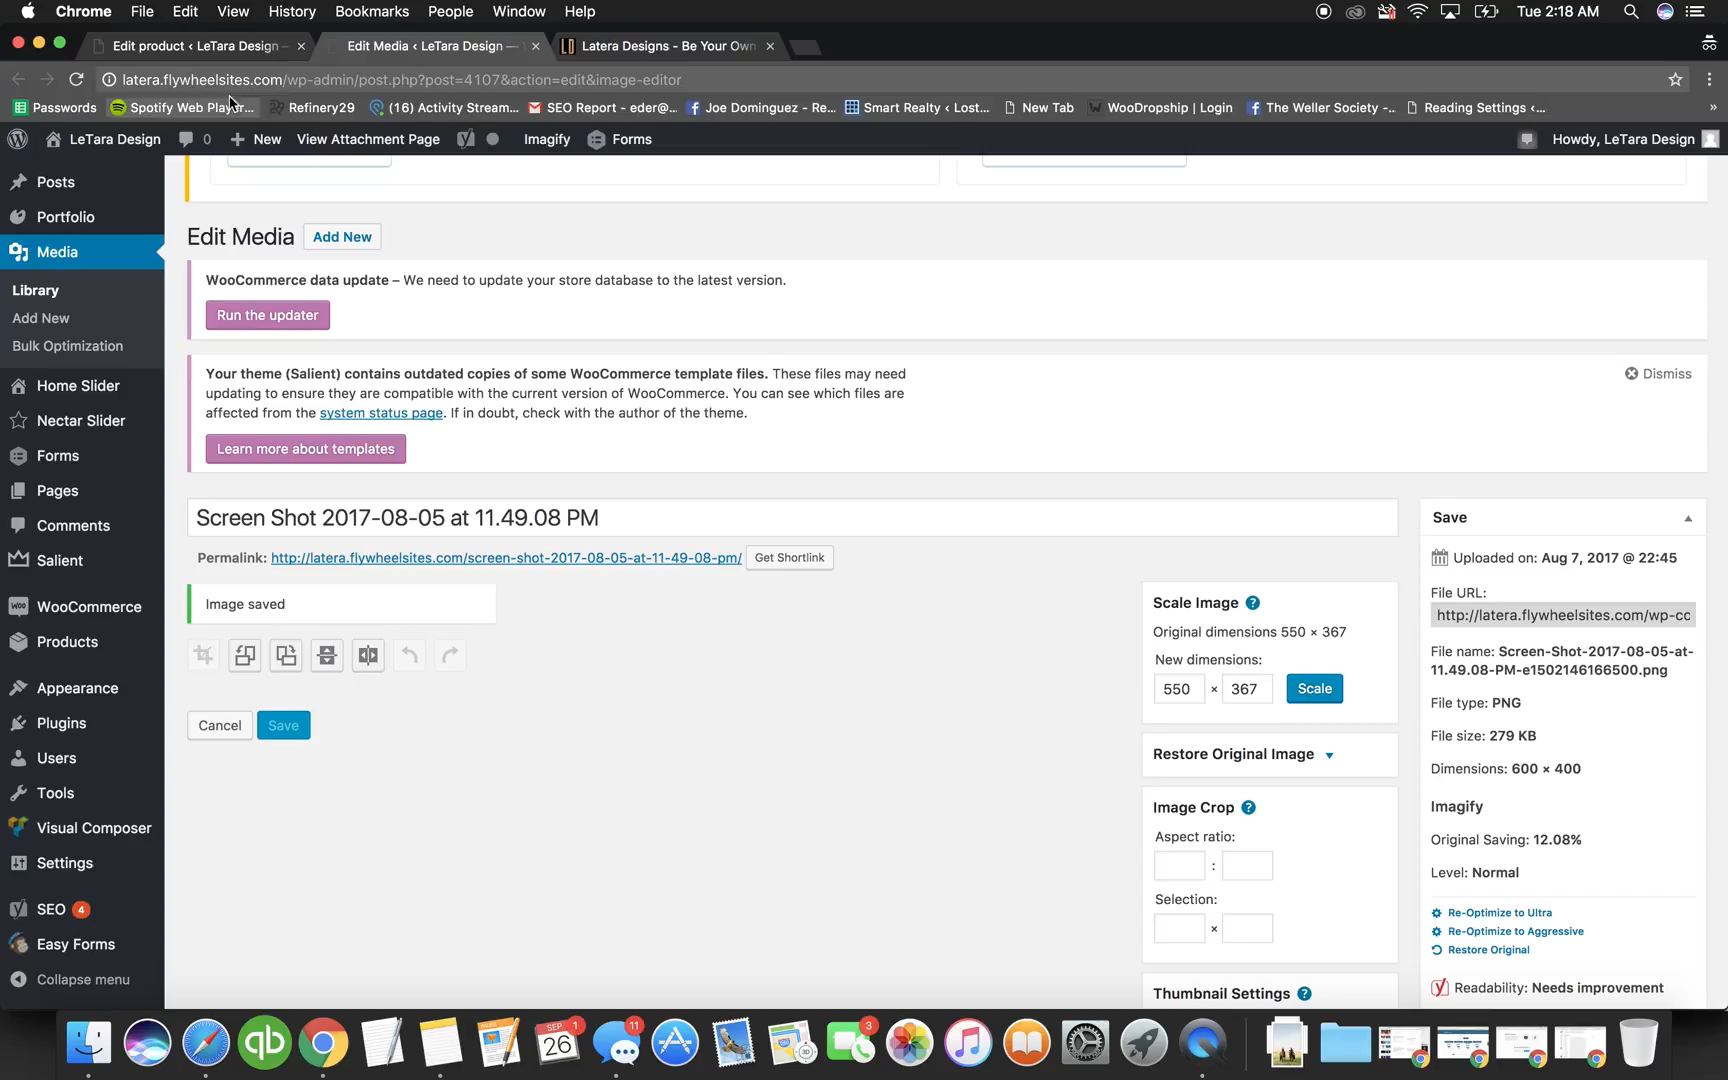 Chrome File Edit View History Bookmarks People Window Help Tue 2:18 AM
Edit product ‹ LeTara Design – Edit Media ‹ LeTara Design — Latera Designs - Be Your Own
latera.flywheelsites.com/wp-admin/post.php?post=4107&action=edit&image-editor
Passwords Spotify Web Player... Refinery29 (16) Activity Stream... SEO Report - eder@... Joe Dominguez - Re... Smart Realty ‹ Lost... New Tab WooDropship | Login The Weller Society -... Reading Settings ‹... »
LeTara Design 0 New View Attachment Page Imagify Forms Howdy, LeTara Design
Posts
Portfolio
Media
Library
Add New
Bulk Optimization
Home Slider
Nectar Slider
Forms
Pages
Comments
Salient
WooCommerce
Products
Appearance
Plugins
Users
Tools
Visual Composer
Settings
SEO 4
Easy Forms
Collapse menu
Edit Media Add New
WooCommerce data update – We need to update your store database to the latest version.
Run the updater
Your theme (Salient) contains outdated copies of some WooCommerce template files. These files may need
updating to ensure they are compatible with the current version of WooCommerce. You can see which files are
affected from the system status page. If in doubt, check with the author of the theme.
Dismiss
Learn more about templates
Screen Shot 2017-08-05 at 11.49.08 PM
Permalink: http://latera.flywheelsites.com/screen-shot-2017-08-05-at-11-49-08-pm/ Get Shortlink
Image saved
Cancel Save
Scale Image ?
Original dimensions 550 × 367
New dimensions:
550 × 367 Scale
Restore Original Image
Image Crop ?
Aspect ratio:
:
Selection:
×
Thumbnail Settings ?
Save
Uploaded on: Aug 7, 2017 @ 22:45
File URL:
http://latera.flywheelsites.com/wp-cc
File name: Screen-Shot-2017-08-05-at-
11.49.08-PM-e1502146166500.png
File type: PNG
File size: 279 KB
Dimensions: 600 × 400
Imagify
Original Saving: 12.08%
Level: Normal
Re-Optimize to Ultra
Re-Optimize to Aggressive
Restore Original
Readability: Needs improvement
qb SEP 26 1 11 3 3D